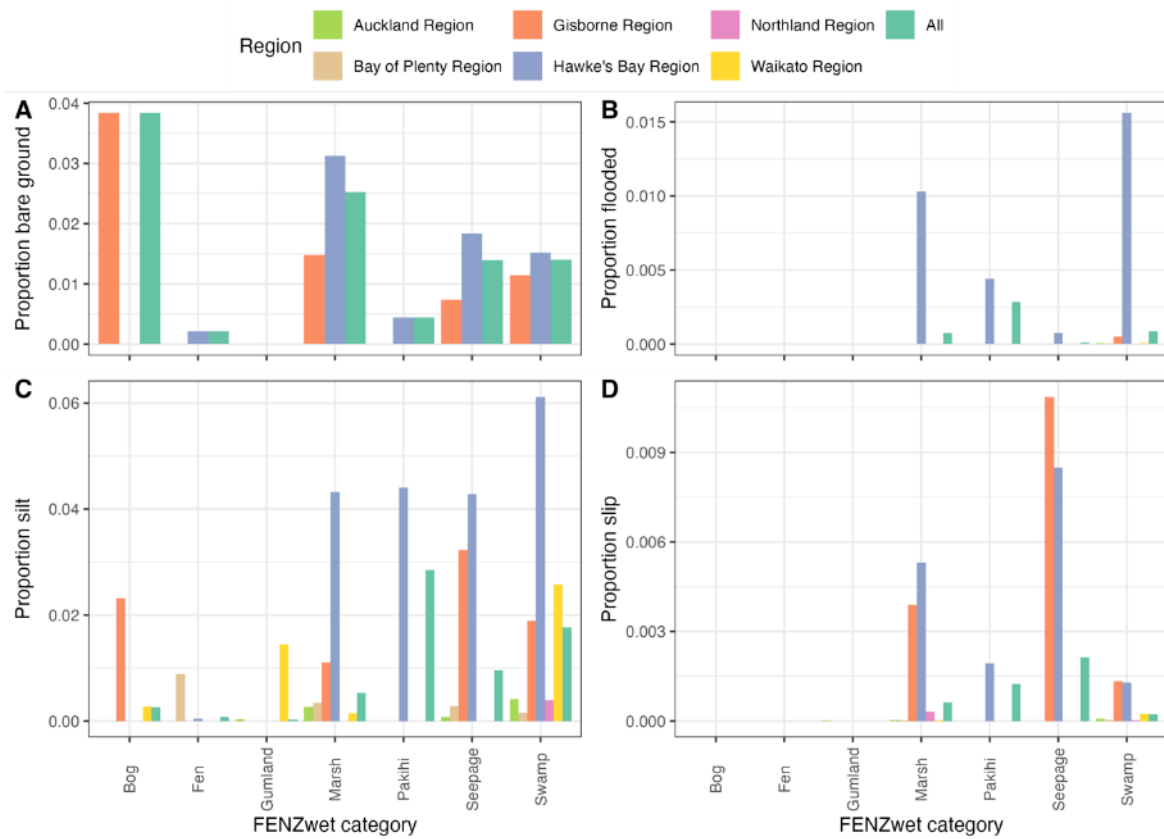 Region
Auckland Region
Gisborne Region
Northland Region
All
Bay of Plenty Region
Hawke's Bay Region
Waikato Region
A
Proportion bare ground
0.04
0.03
0.02
0.01
0.00
B
Proportion flooded
0.015
0.010
0.005
0.000
C
Proportion silt
0.06
0.04
0.02
0.00
Bog
Fen
Gumland
Marsh
Pakihi
Seepage
Swamp
FENZwet category
D
Proportion slip
0.009
0.006
0.003
0.000
Bog
Fen
Gumland
Marsh
Pakihi
Seepage
Swamp
FENZwet category